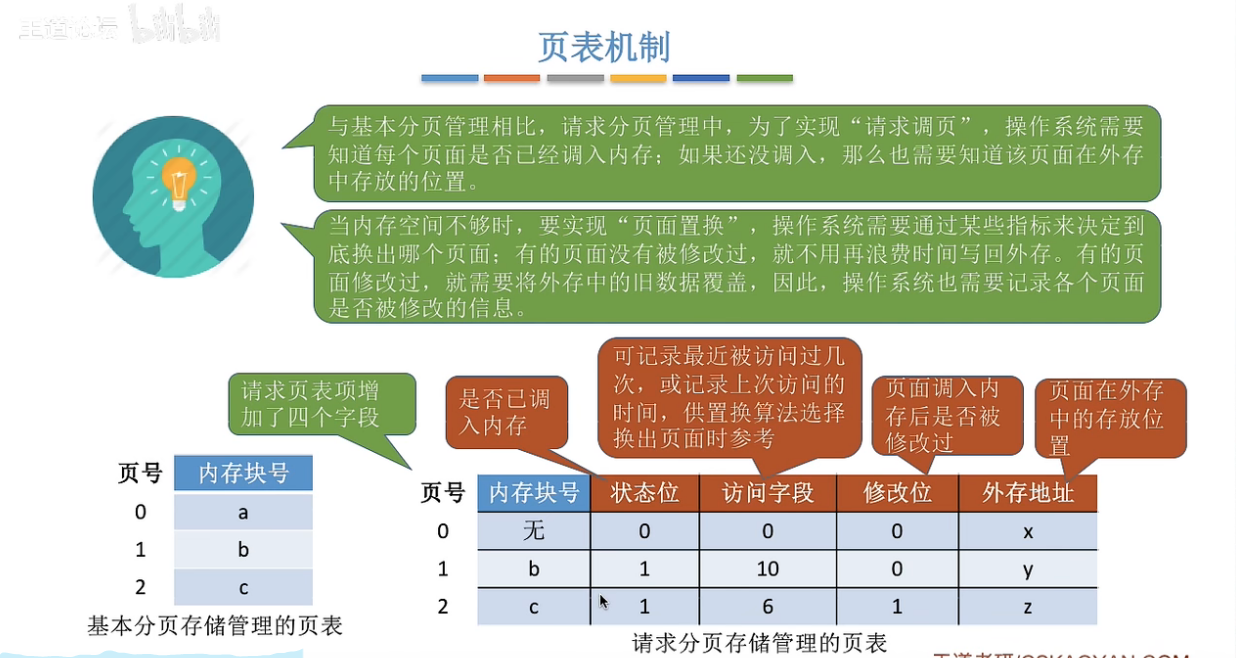 王道论坛 bilibili
页表机制
与基本分页管理相比，请求分页管理中，为了实现“请求调页”，操作系统需要
知道每个页面是否已经调入内存；如果还没调入，那么也需要知道该页面在外存
中存放的位置。
当内存空间不够时，要实现“页面置换”，操作系统需要通过某些指标来决定到
底换出哪个页面；有的页面没有被修改过，就不用再浪费时间写回外存。有的页
面修改过，就需要将外存中的旧数据覆盖，因此，操作系统也需要记录各个页面
是否被修改的信息。
请求页表项增
加了四个字段
是否已调
入内存
可记录最近被访问过几
次，或记录上次访问的
时间，供置换算法选择
换出页面时参考
页面调入内
存后是否被
修改过
页面在外存
中的存放位
置
页号 内存块号
0 a
1 b
2 c
基本分页存储管理的页表
页号 内存块号 状态位 访问字段 修改位 外存地址
0 无 0 0 0 x
1 b 1 10 0 y
2 c 1 6 1 z
请求分页存储管理的页表